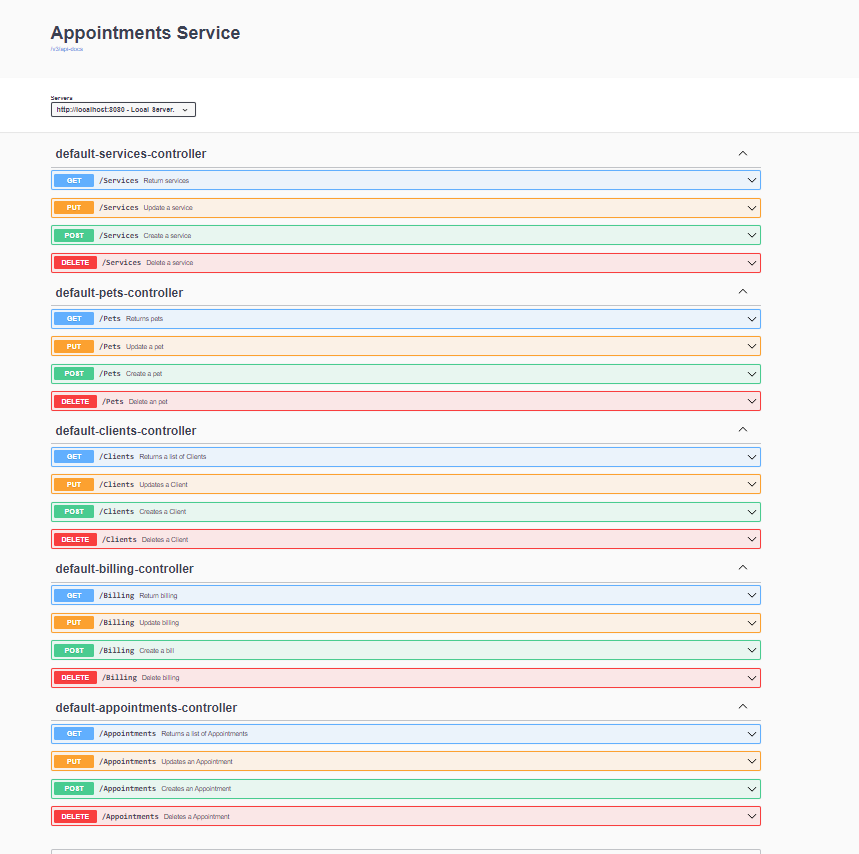 Appointments Service
/v3/api-docs
Servers
http://localhost:8080 - Local Server.
default-services-controller
GET /Services Return services
PUT /Services Update a service
POST /Services Create a service
DELETE /Services Delete a service
default-pets-controller
GET /Pets Returns pets
PUT /Pets Update a pet
POST /Pets Create a pet
DELETE /Pets Delete an pet
default-clients-controller
GET /Clients Returns a list of Clients
PUT /Clients Updates a Client
POST /Clients Creates a Client
DELETE /Clients Deletes a Client
default-billing-controller
GET /Billing Return billing
PUT /Billing Update billing
POST /Billing Create a bill
DELETE /Billing Delete billing
default-appointments-controller
GET /Appointments Returns a list of Appointments
PUT /Appointments Updates an Appointment
POST /Appointments Creates an Appointment
DELETE /Appointments Deletes a Appointment